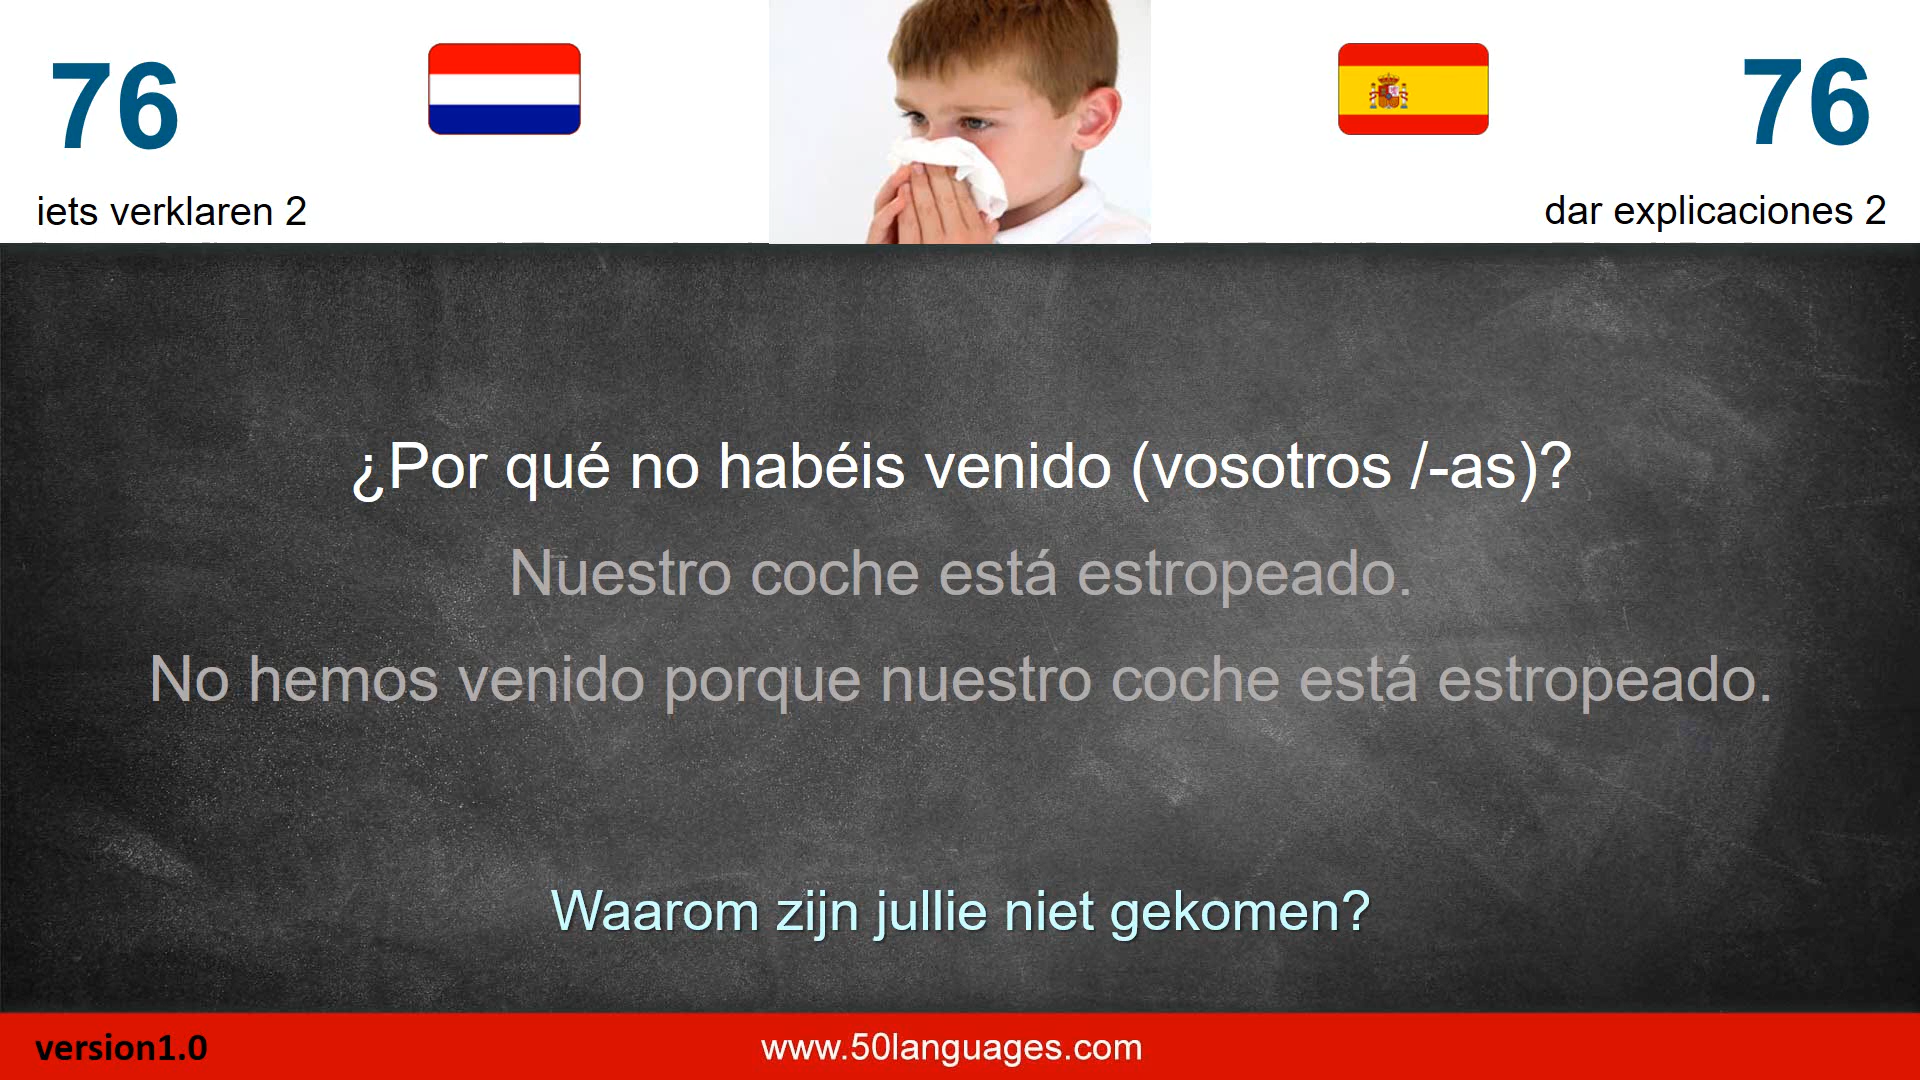 76
76
iets verklaren 2
dar explicaciones 2
¿Por qué no habéis venido (vosotros /-as)?
Nuestro coche está estropeado.
No hemos venido porque nuestro coche está estropeado.
Waarom zijn jullie niet gekomen?
version1.0
www.50languages.com